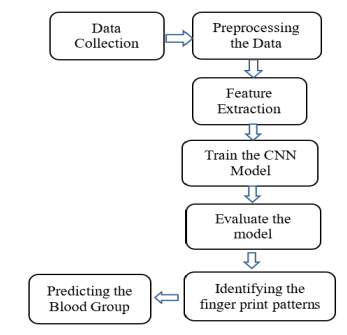 Data
Collection
Preprocessing
the Data
Feature
Extraction
Train the CNN
Model
Evaluate the
model
Identifying the
finger print patterns
Predicting the
Blood Group